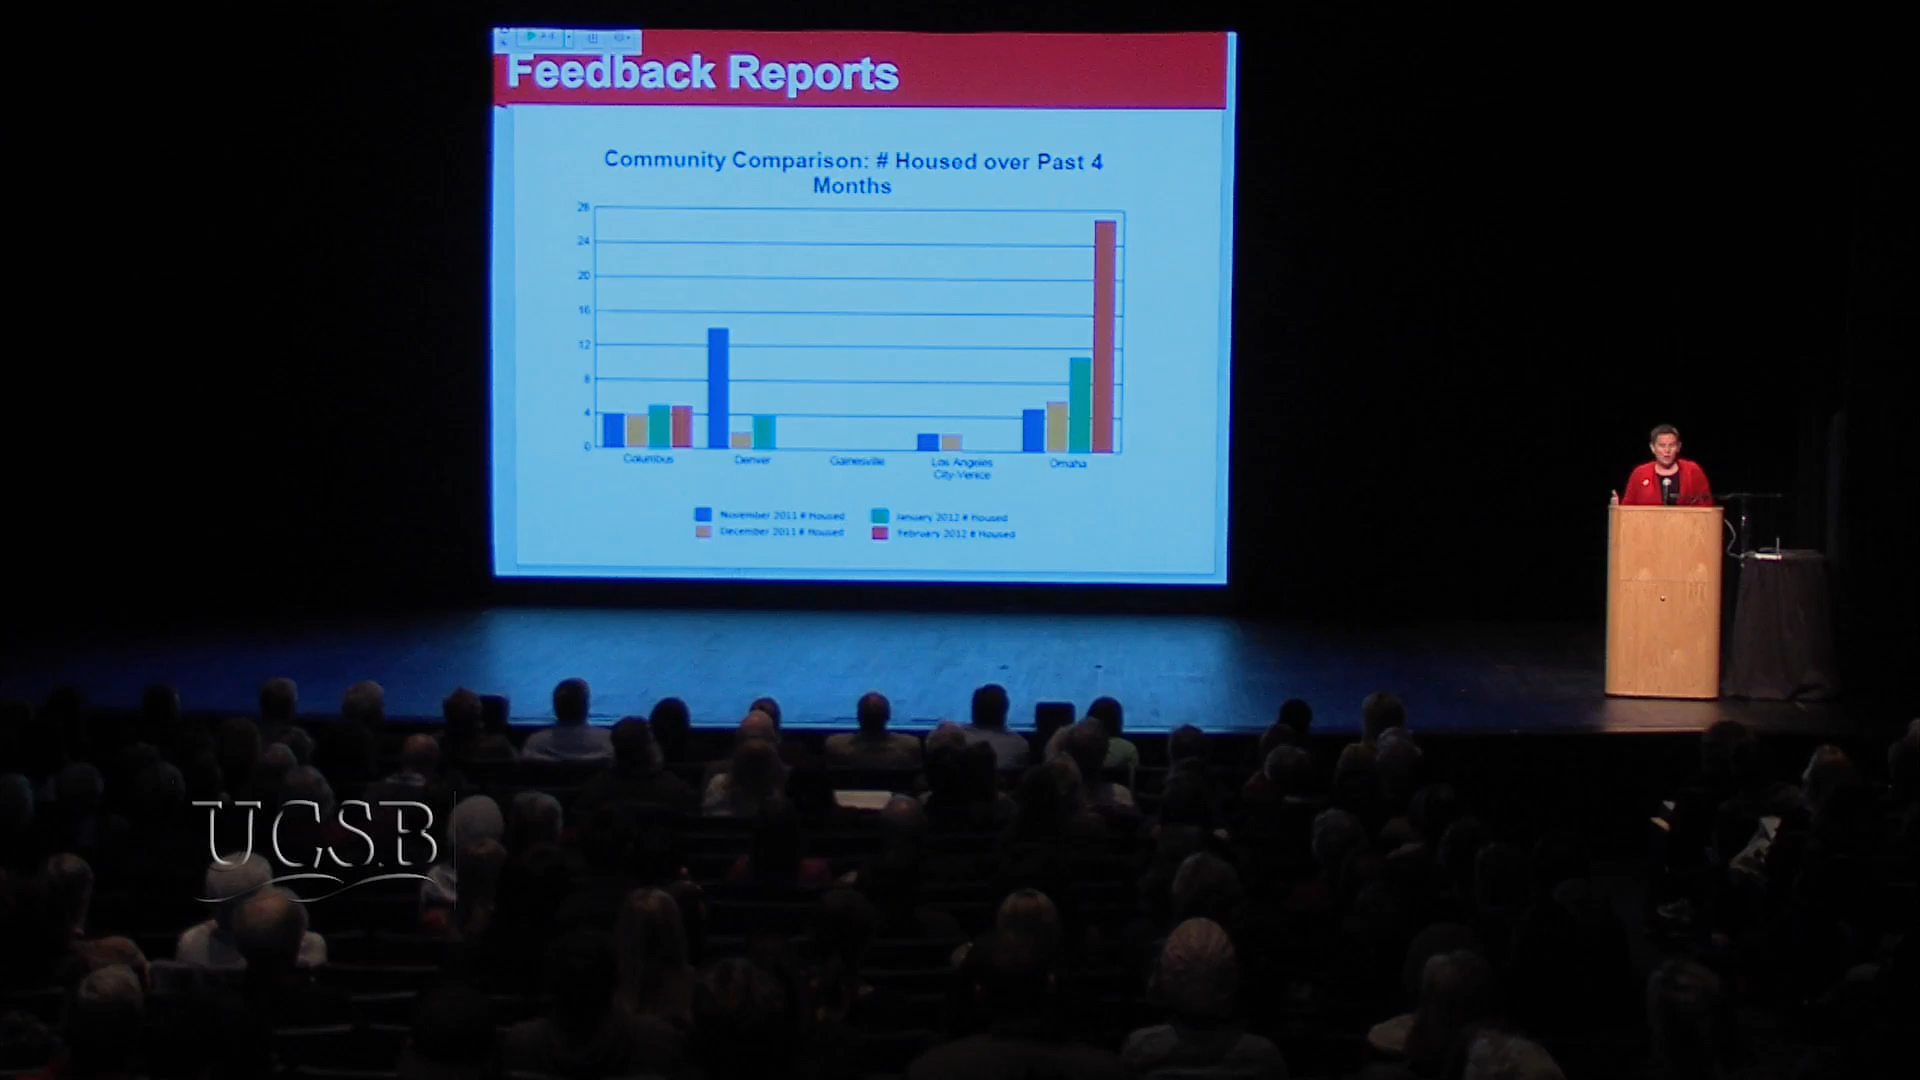 Feedback Reports
Community Comparison: # Housed over Past 4
Months
28
24
20
16
12
8
4
0
Columbus
Denver
Gainesville
Los Angeles
City-Venice
Omaha
November 2011 # Housed
January 2012 # Housed
December 2011 # Housed
February 2012 # Housed
UCSB